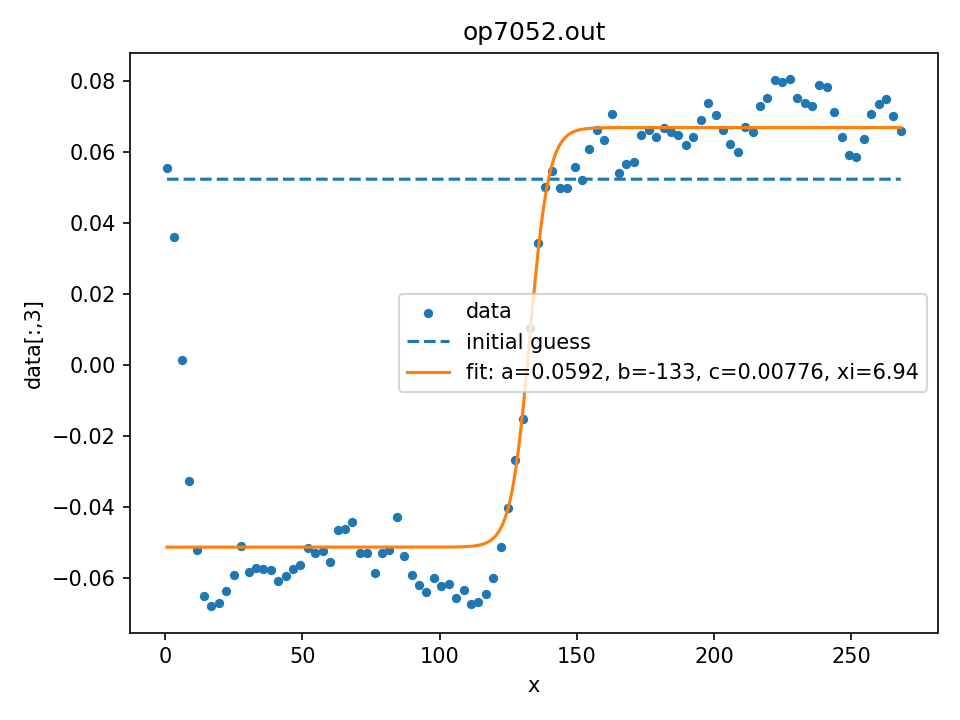 op7052.out
0.08
0.06
0.04
0.02
0.00
−0.02
−0.04
−0.06
data[:,3]
data
initial guess
fit: a=0.0592, b=-133, c=0.00776, xi=6.94
0 50 100 150 200 250
x